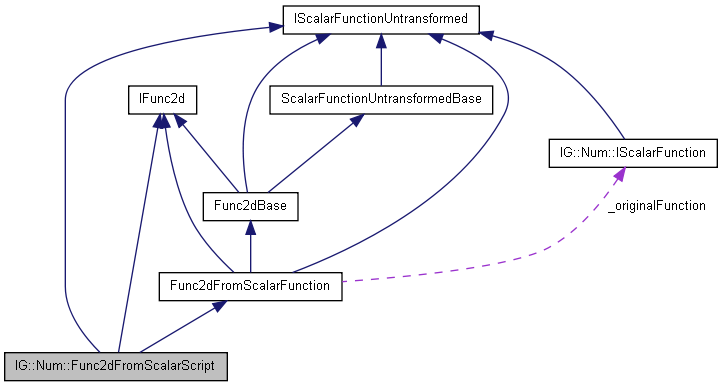 IScalarFunctionUntransformed
IFunc2d
ScalarFunctionUntransformedBase
IG::Num::IScalarFunction
Func2dBase
_originalFunction
Func2dFromScalarFunction
IG::Num::Func2dFromScalarScript